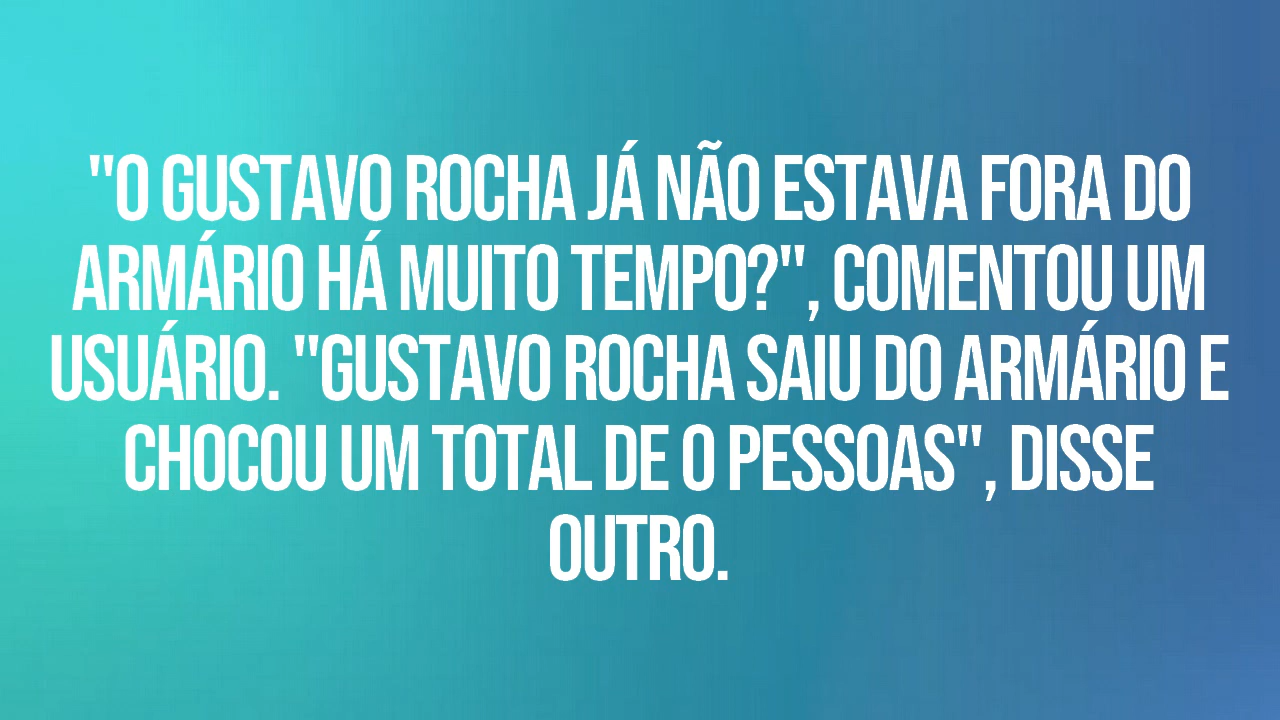 "O GUSTAVO ROCHA JÁ NÃO ESTAVA FORA DO
ARMÁRIO HÁ MUITO TEMPO?", COMENTOU UM
USUÁRIO. "GUSTAVO ROCHA SAIU DO ARMÁRIO E
CHOCOU UM TOTAL DE 0 PESSOAS", DISSE
OUTRO.